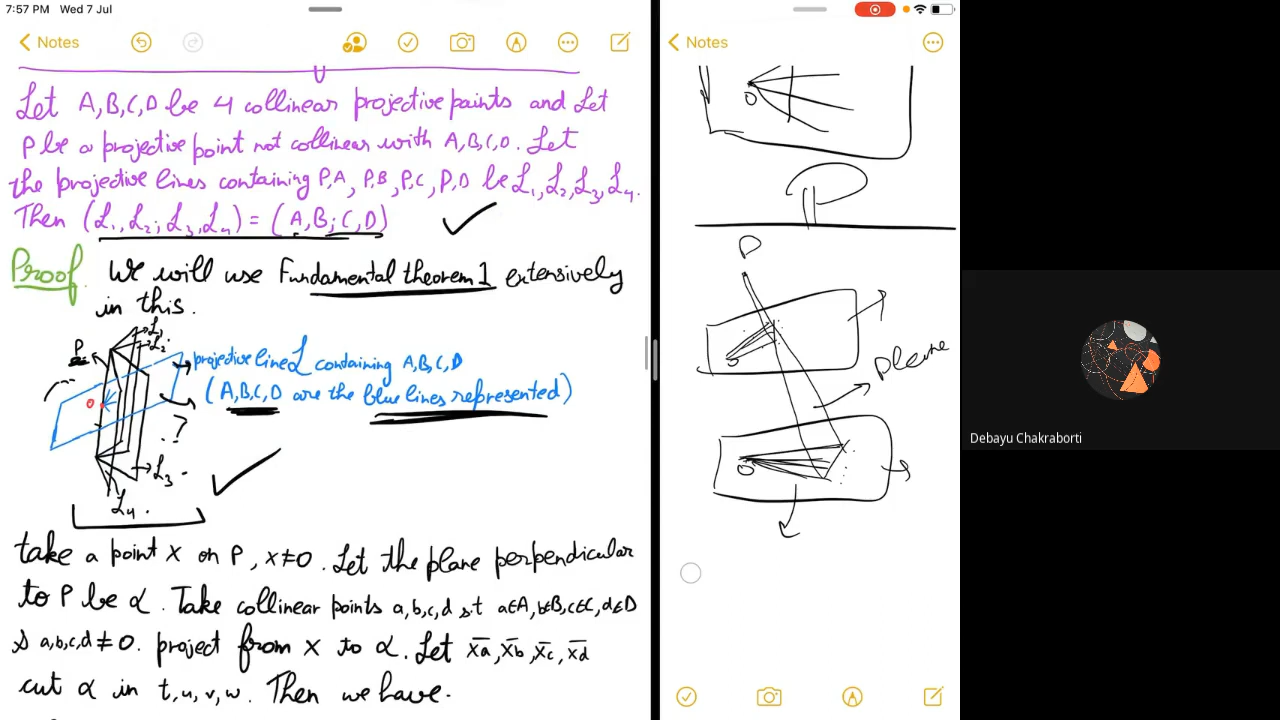 7:57 PM Wed 7 Jul
Notes
Let A,B,C,D be 4 collinear projective points and Let
P be a projective point not collinear with A,B,C,D. Let
the projective lines containing P,A, P,B, P,C, P,D be L₁, L₂, L₃, L₄.
Then (L₁, L₂; L₃, L₄) = (A,B; C,D)
Proof We will use Fundamental theorem 1 extensively
in this.
L₁
L₂
P
projective line L containing A,B,C,D
(A,B,C,D are the blue lines represented)
O
?
L₃
L₄
take a point x on P, x≠0. Let the plane perpendicular
to P be α. Take collinear points a,b,c,d s.t a∈A, b∈B, c∈C, d∈D
& a,b,c,d ≠0. project from x to α. Let x̄a, x̄b, x̄c, x̄d
cut α in t,u,v,w. Then we have.
Notes
O
P
O
plane
O
Debayu Chakraborti